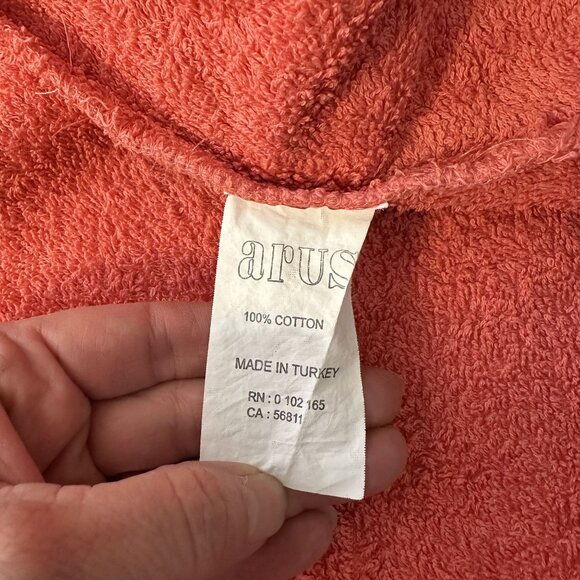 arus
100% COTTON
MADE IN TURKEY
RN : 0 102 165
CA : 56811